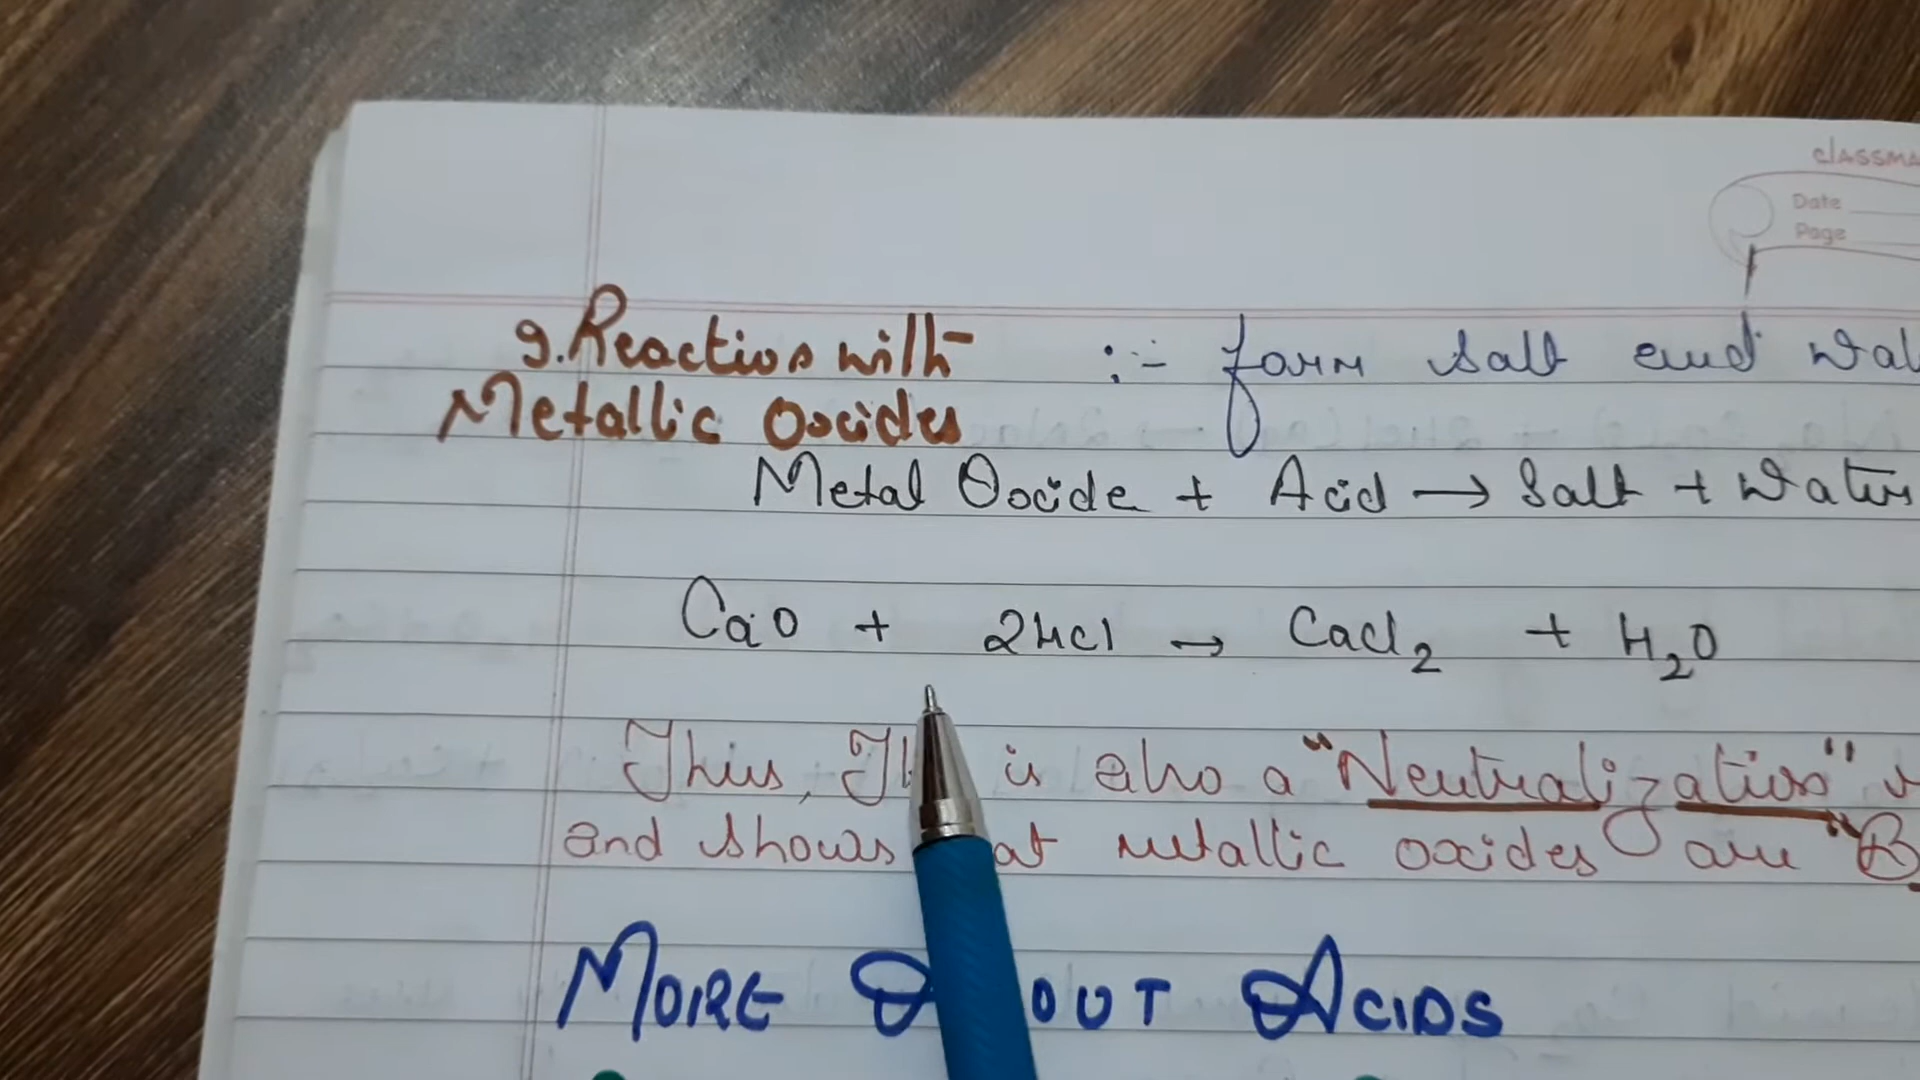 classma
Date
Page
9. Reaction with :- form salt and wat
Metallic Oxides
Metal Oxide + Acid → Salt + Water
CaO + 2HCl → CaCl₂ + H₂O
This, is also a "Neutralization"
and shows at metallic oxides are "B
MORE OUT ACIDS